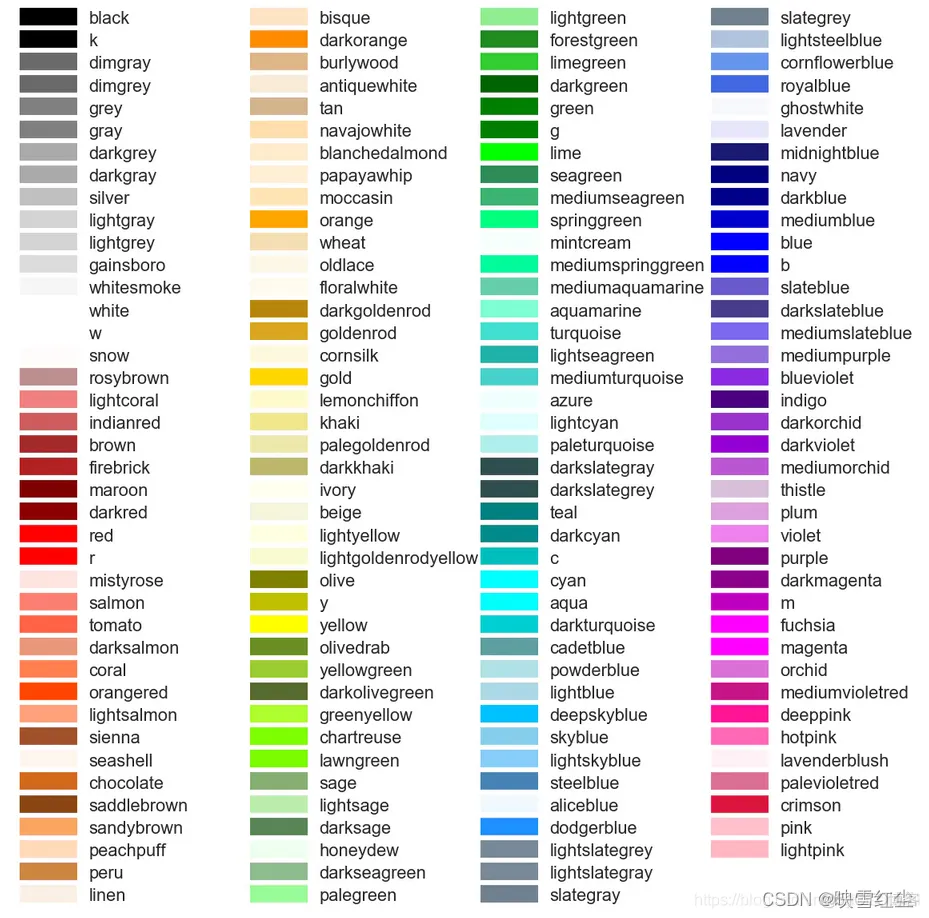 black
k
dimgray
dimgrey
grey
gray
darkgrey
darkgray
silver
lightgray
lightgrey
gainsboro
whitesmoke
white
w
snow
rosybrown
lightcoral
indianred
brown
firebrick
maroon
darkred
red
r
mistyrose
salmon
tomato
darksalmon
coral
orangered
lightsalmon
sienna
seashell
chocolate
saddlebrown
sandybrown
peachpuff
peru
linen
bisque
darkorange
burlywood
antiquewhite
tan
navajowhite
blanchedalmond
papayawhip
moccasin
orange
wheat
oldlace
floralwhite
darkgoldenrod
goldenrod
cornsilk
gold
lemonchiffon
khaki
palegoldenrod
darkkhaki
ivory
beige
lightyellow
lightgoldenrodyellow
olive
y
yellow
olivedrab
yellowgreen
darkolivegreen
greenyellow
chartreuse
lawngreen
sage
lightsage
darksage
honeydew
darkseagreen
palegreen
lightgreen
forestgreen
limegreen
darkgreen
green
g
lime
seagreen
mediumseagreen
springgreen
mintcream
mediumspringgreen
mediumaquamarine
aquamarine
turquoise
lightseagreen
mediumturquoise
azure
lightcyan
paleturquoise
darkslategray
darkslategrey
teal
darkcyan
c
cyan
aqua
darkturquoise
cadetblue
powderblue
lightblue
deepskyblue
skyblue
lightskyblue
steelblue
aliceblue
dodgerblue
lightslategrey
lightslategray
slategray
slategrey
lightsteelblue
cornflowerblue
royalblue
ghostwhite
lavender
midnightblue
navy
darkblue
mediumblue
blue
b
slateblue
darkslateblue
mediumslateblue
mediumpurple
blueviolet
indigo
darkorchid
darkviolet
mediumorchid
thistle
plum
violet
purple
darkmagenta
m
fuchsia
magenta
orchid
mediumvioletred
deeppink
hotpink
lavenderblush
palevioletred
crimson
pink
lightpink
CSDN @映雪红尘